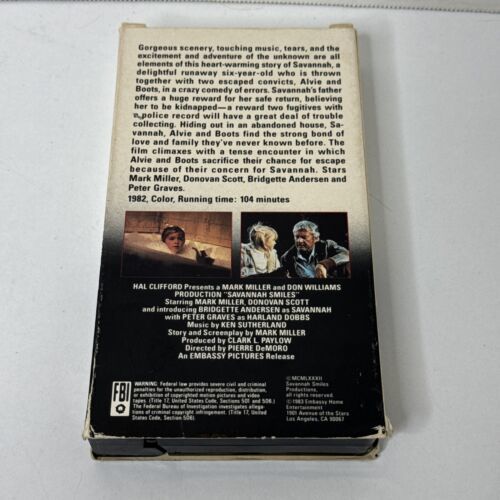 Gorgeous scenery, touching music, tears, and the
excitement and adventure of the unknown are all
elements of this heart-warming story of Savannah, a
delightful runaway six-year-old who is thrown
together with two escaped convicts, Alvie and
Boots, in a crazy comedy of errors. Savannah's father
offers a huge reward for her safe return, believing
her to be kidnapped—a reward two fugitives with
police record will have a great deal of trouble
collecting. Hiding out in an abandoned house, Sa-
vannah, Alvie and Boots find the strong bond of
love and family they've never known before. The
film climaxes with a tense encounter in which
Alvie and Boots sacrifice their chance for escape
because of their concern for Savannah. Stars
Mark Miller, Donovan Scott, Bridgette Andersen and
Peter Graves.
1982, Color, Running time: 104 minutes
HAL CLIFFORD Presents a MARK MILLER and DON WILLIAMS
PRODUCTION "SAVANNAH SMILES"
Starring MARK MILLER, DONOVAN SCOTT
and introducing BRIDGETTE ANDERSEN as SAVANNAH
with PETER GRAVES as HARLAND DOBBS
Music by KEN SUTHERLAND
Story and Screenplay by MARK MILLER
Produced by CLARK L. PAYLOW
Directed by PIERRE DeMORO
An EMBASSY PICTURES Release
FBI
WARNING: Federal law provides severe civil and criminal
penalties for the unauthorized reproduction, distribution,
or exhibition of copyrighted motion pictures and video
tapes. (Title 17, United States Code, Sections 501 and 506.)
The Federal Bureau of Investigation investigates allega-
tions of criminal copyright infringement. (Title 17,
United States Code, Section 506).
©MCMLXXXII
Savannah Smiles
Productions,
all rights reserved.
©1983 Embassy Home
Entertainment
1901 Avenue of the Stars
Los Angeles, CA 90067